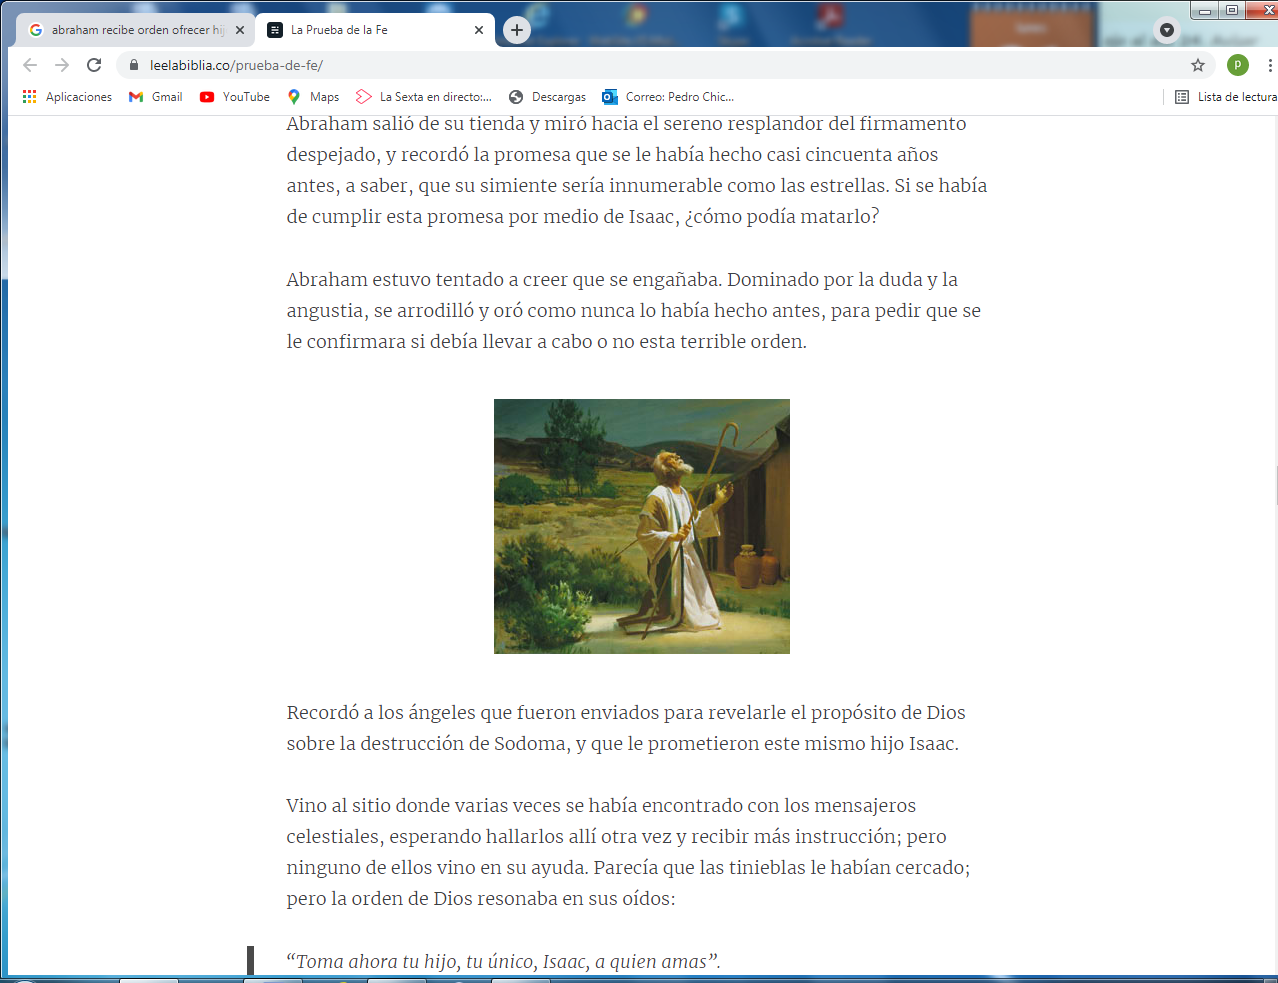 abraham recibe orden ofrecer hij
La Prueba de la Fe
leelabiblia.co/prueba-de-fe/
P
Aplicaciones Gmail YouTube Maps La Sexta en directo:... Descargas Correo: Pedro Chic... Lista de lectura
Abraham salió de su tienda y miró hacia el sereno resplandor del firmamento
despejado, y recordó la promesa que se le había hecho casi cincuenta años
antes, a saber, que su simiente sería innumerable como las estrellas. Si se había
de cumplir esta promesa por medio de Isaac, ¿cómo podía matarlo?
Abraham estuvo tentado a creer que se engañaba. Dominado por la duda y la
angustia, se arrodilló y oró como nunca lo había hecho antes, para pedir que se
le confirmara si debía llevar a cabo o no esta terrible orden.
Recordó a los ángeles que fueron enviados para revelarle el propósito de Dios
sobre la destrucción de Sodoma, y que le prometieron este mismo hijo Isaac.
Vino al sitio donde varias veces se había encontrado con los mensajeros
celestiales, esperando hallarlos allí otra vez y recibir más instrucción; pero
ninguno de ellos vino en su ayuda. Parecía que las tinieblas le habían cercado;
pero la orden de Dios resonaba en sus oídos:
“Toma ahora tu hijo, tu único, Isaac, a quien amas”.